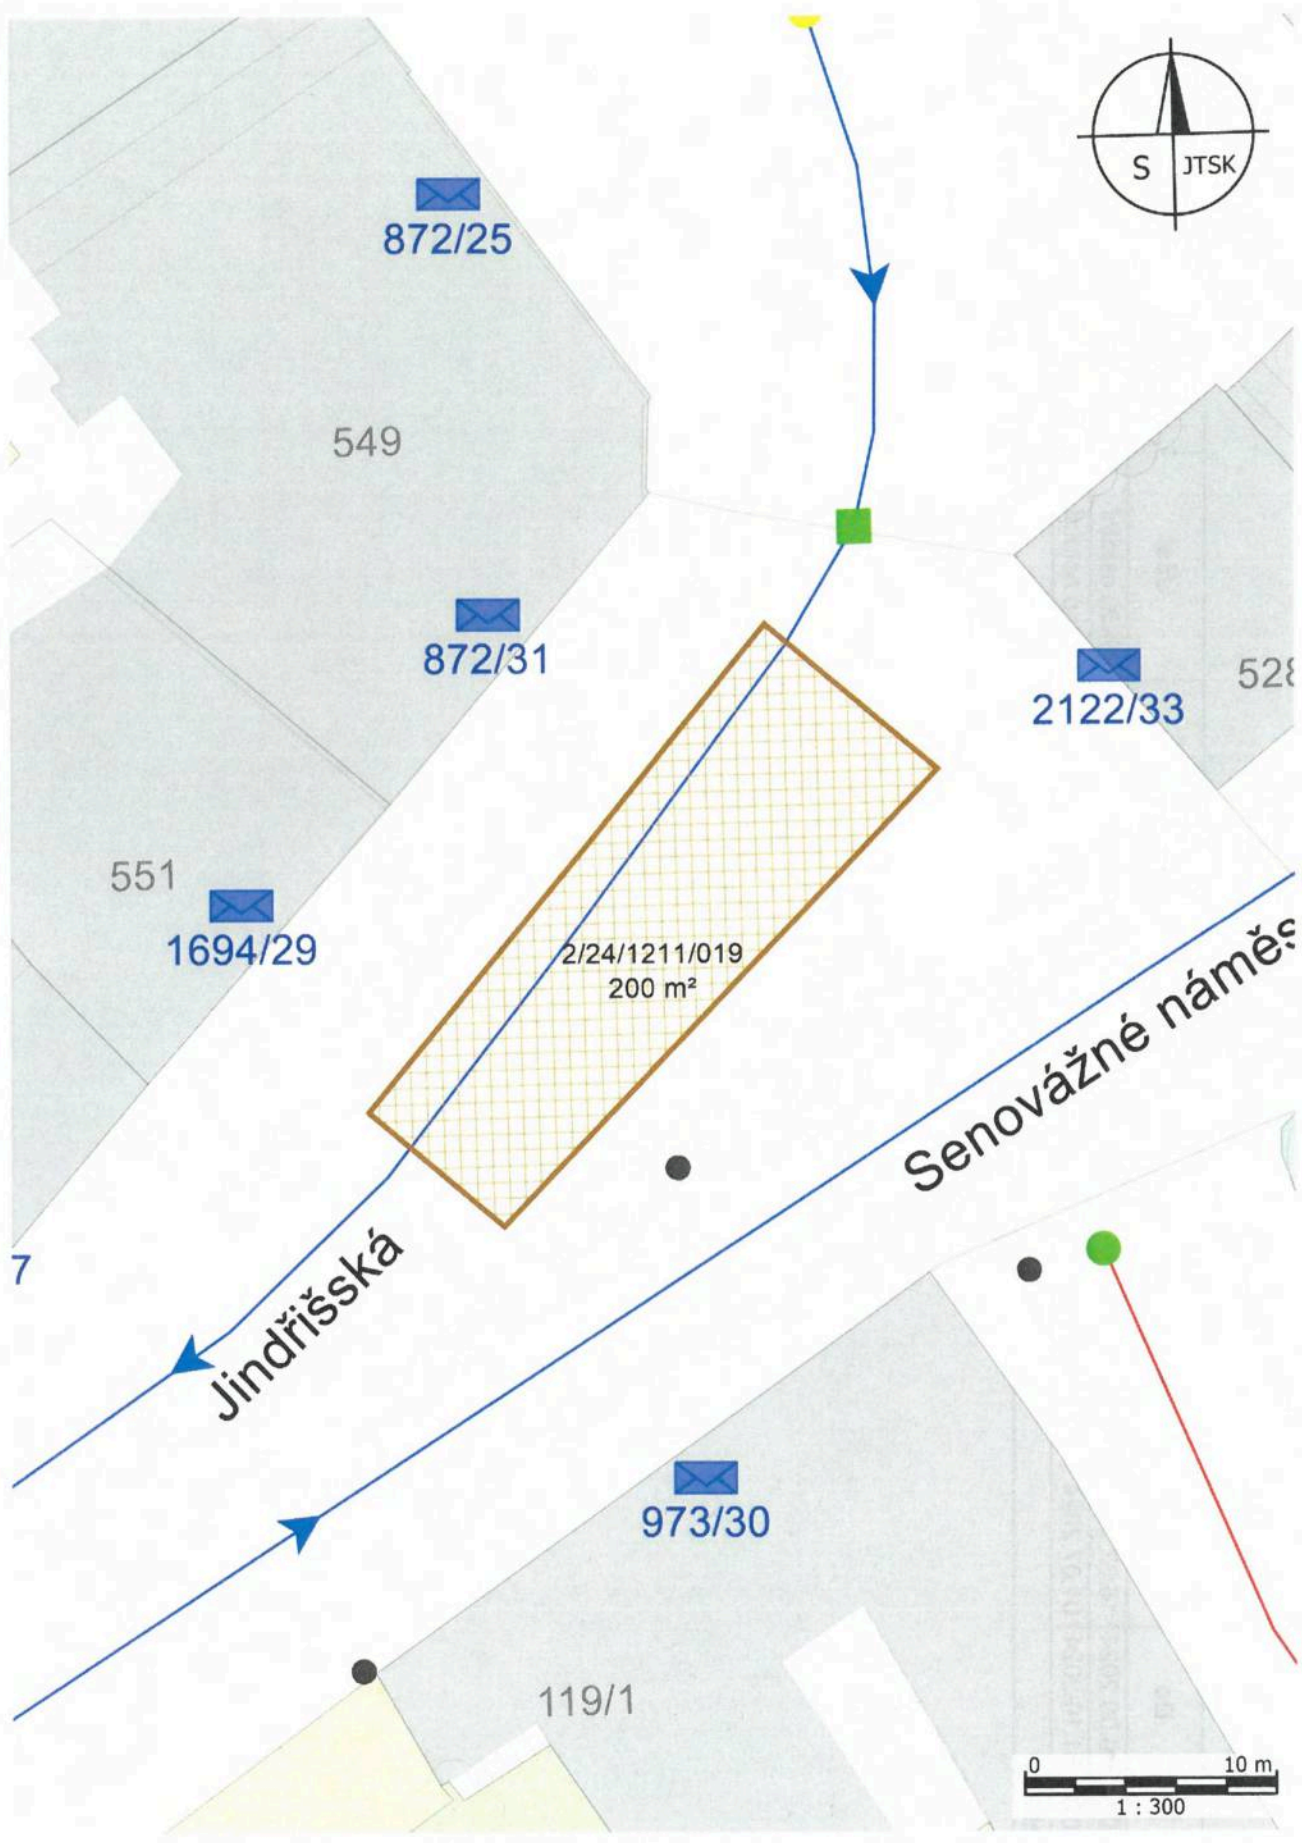 S JTSK
872/25
549
872/31
2122/33
528
551
1694/29
2/24/1211/019
200 m²
Senovážné náměs
Jindřišská
7
973/30
119/1
0 10 m
1 : 300